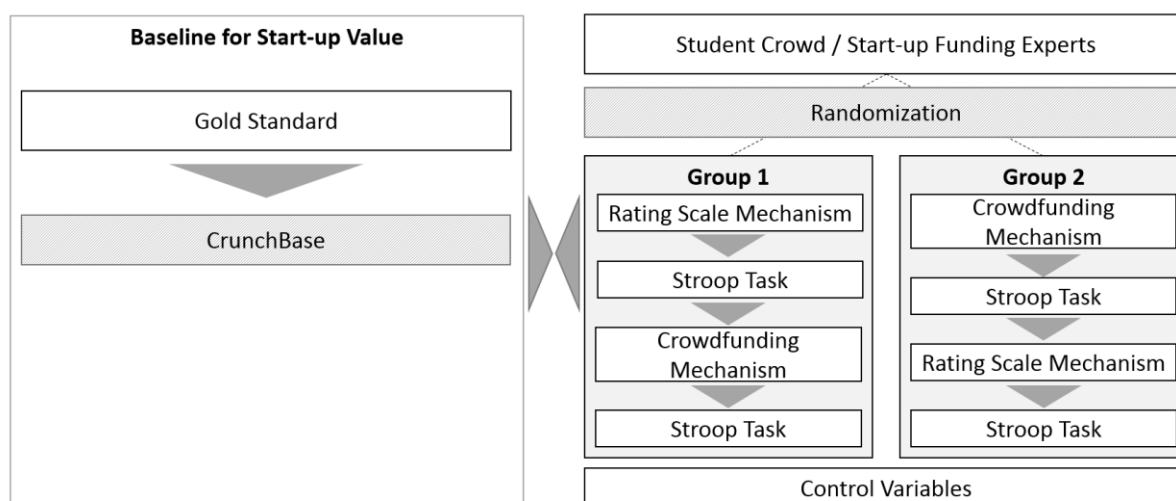 Baseline for Start-up Value
Gold Standard
CrunchBase
Student Crowd / Start-up Funding Experts
Randomization
Group 1
Rating Scale Mechanism
Stroop Task
Crowdfunding
Mechanism
Stroop Task
Group 2
Crowdfunding
Mechanism
Stroop Task
Rating Scale Mechanism
Stroop Task
Control Variables